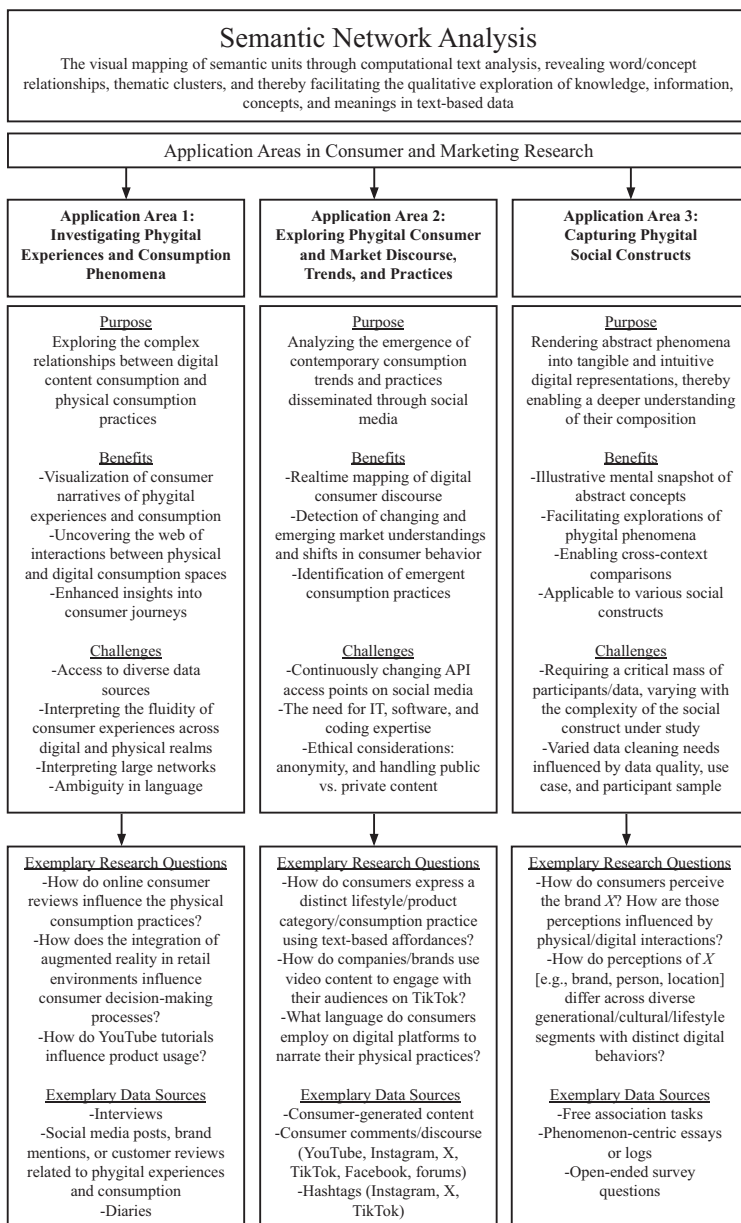 Semantic Network Analysis
The visual mapping of semantic units through computational text analysis, revealing word/concept
relationships, thematic clusters, and thereby facilitating the qualitative exploration of knowledge, information,
concepts, and meanings in text-based data
Application Areas in Consumer and Marketing Research
Application Area 1:
Investigating Phygital
Experiences and Consumption
Phenomena
Purpose
Exploring the complex
relationships between digital
content consumption and
physical consumption
practices
Benefits
-Visualization of consumer
narratives of phygital
experiences and consumption
-Uncovering the web of
interactions between physical
and digital consumption spaces
-Enhanced insights into
consumer journeys
Challenges
-Access to diverse data
sources
-Interpreting the fluidity of
consumer experiences across
digital and physical realms
-Interpreting large networks
-Ambiguity in language
Exemplary Research Questions
-How do online consumer
reviews influence the physical
consumption practices?
-How does the integration of
augmented reality in retail
environments influence
consumer decision-making
processes?
-How do YouTube tutorials
influence product usage?
Exemplary Data Sources
-Interviews
-Social media posts, brand
mentions, or customer reviews
related to phygital experiences
and consumption
-Diaries
Application Area 2:
Exploring Phygital Consumer
and Market Discourse,
Trends, and Practices
Purpose
Analyzing the emergence of
contemporary consumption
trends and practices
disseminated through social
media
Benefits
-Realtime mapping of digital
consumer discourse
-Detection of changing and
emerging market understandings
and shifts in consumer behavior
-Identification of emergent
consumption practices
Challenges
-Continuously changing API
access points on social media
-The need for IT, software, and
coding expertise
-Ethical considerations:
anonymity, and handling public
vs. private content
Exemplary Research Questions
-How do consumers express a
distinct lifestyle/product
category/consumption practice
using text-based affordances?
-How do companies/brands use
video content to engage with
their audiences on TikTok?
-What language do consumers
employ on digital platforms to
narrate their physical practices?
Exemplary Data Sources
-Consumer-generated content
-Consumer comments/discourse
(YouTube, Instagram, X,
TikTok, Facebook, forums)
-Hashtags (Instagram, X,
TikTok)
Application Area 3:
Capturing Phygital
Social Constructs
Purpose
Rendering abstract phenomena
into tangible and intuitive
digital representations, thereby
enabling a deeper understanding
of their composition
Benefits
-Illustrative mental snapshot of
abstract concepts
-Facilitating explorations of
phygital phenomena
-Enabling cross-context
comparisons
-Applicable to various social
constructs
Challenges
-Requiring a critical mass of
participants/data, varying with
the complexity of the social
construct under study
-Varied data cleaning needs
influenced by data quality, use
case, and participant sample
Exemplary Research Questions
-How do consumers perceive
the brand X? How are those
perceptions influenced by
physical/digital interactions?
-How do perceptions of X
[e.g., brand, person, location]
differ across diverse
generational/cultural/lifestyle
segments with distinct digital
behaviors?
Exemplary Data Sources
-Free association tasks
-Phenomenon-centric essays
or logs
-Open-ended survey
questions